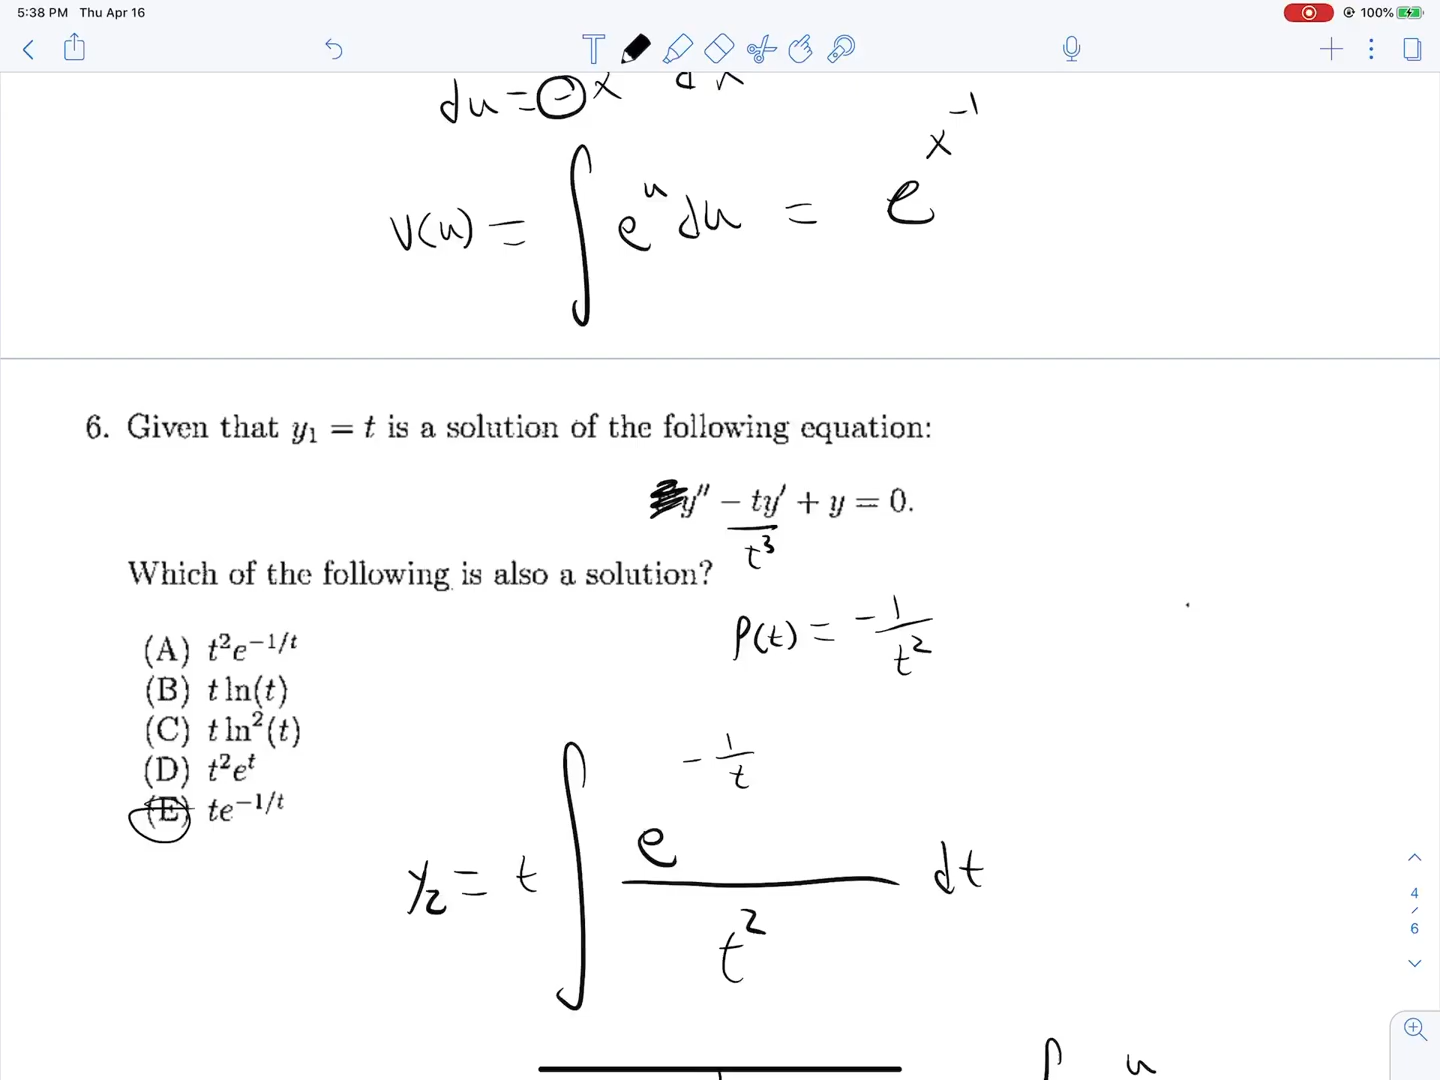 5:38 PM Thu Apr 16
100%
du = -x dx
V(u) = ∫ e^u du = e^{x^{-1}}
6. Given that y₁ = t is a solution of the following equation:
y″ − ty′ + y = 0.
t³
Which of the following is also a solution?
P(t) = -1/t²
(A) t²e^{−1/t}
(B) t ln(t)
(C) t ln²(t)
(D) t²e^t
(E) te^{−1/t}
y₂ = t ∫ e^{-1/t} / t² dt
4
/
6
∫ u